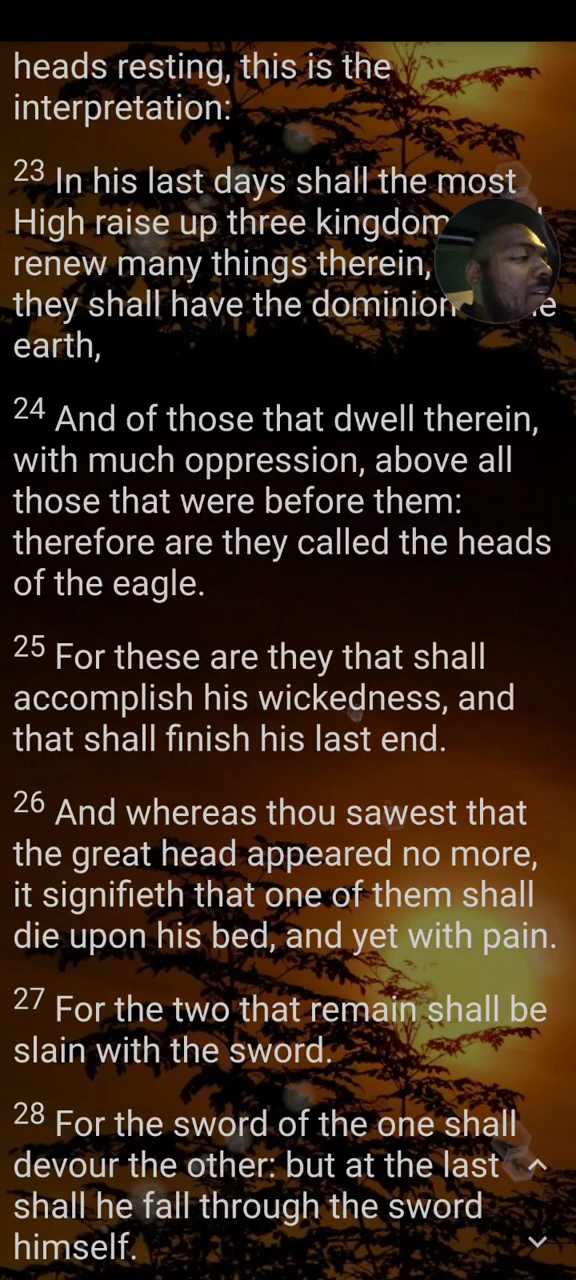 heads resting, this is the
interpretation:
23 In his last days shall the most
High raise up three kingdom
renew many things therein,
they shall have the dominion e
earth,
24 And of those that dwell therein,
with much oppression, above all
those that were before them:
therefore are they called the heads
of the eagle.
25 For these are they that shall
accomplish his wickedness, and
that shall finish his last end.
26 And whereas thou sawest that
the great head appeared no more,
it signifieth that one of them shall
die upon his bed, and yet with pain.
27 For the two that remain shall be
slain with the sword.
28 For the sword of the one shall
devour the other: but at the last
shall he fall through the sword
himself.